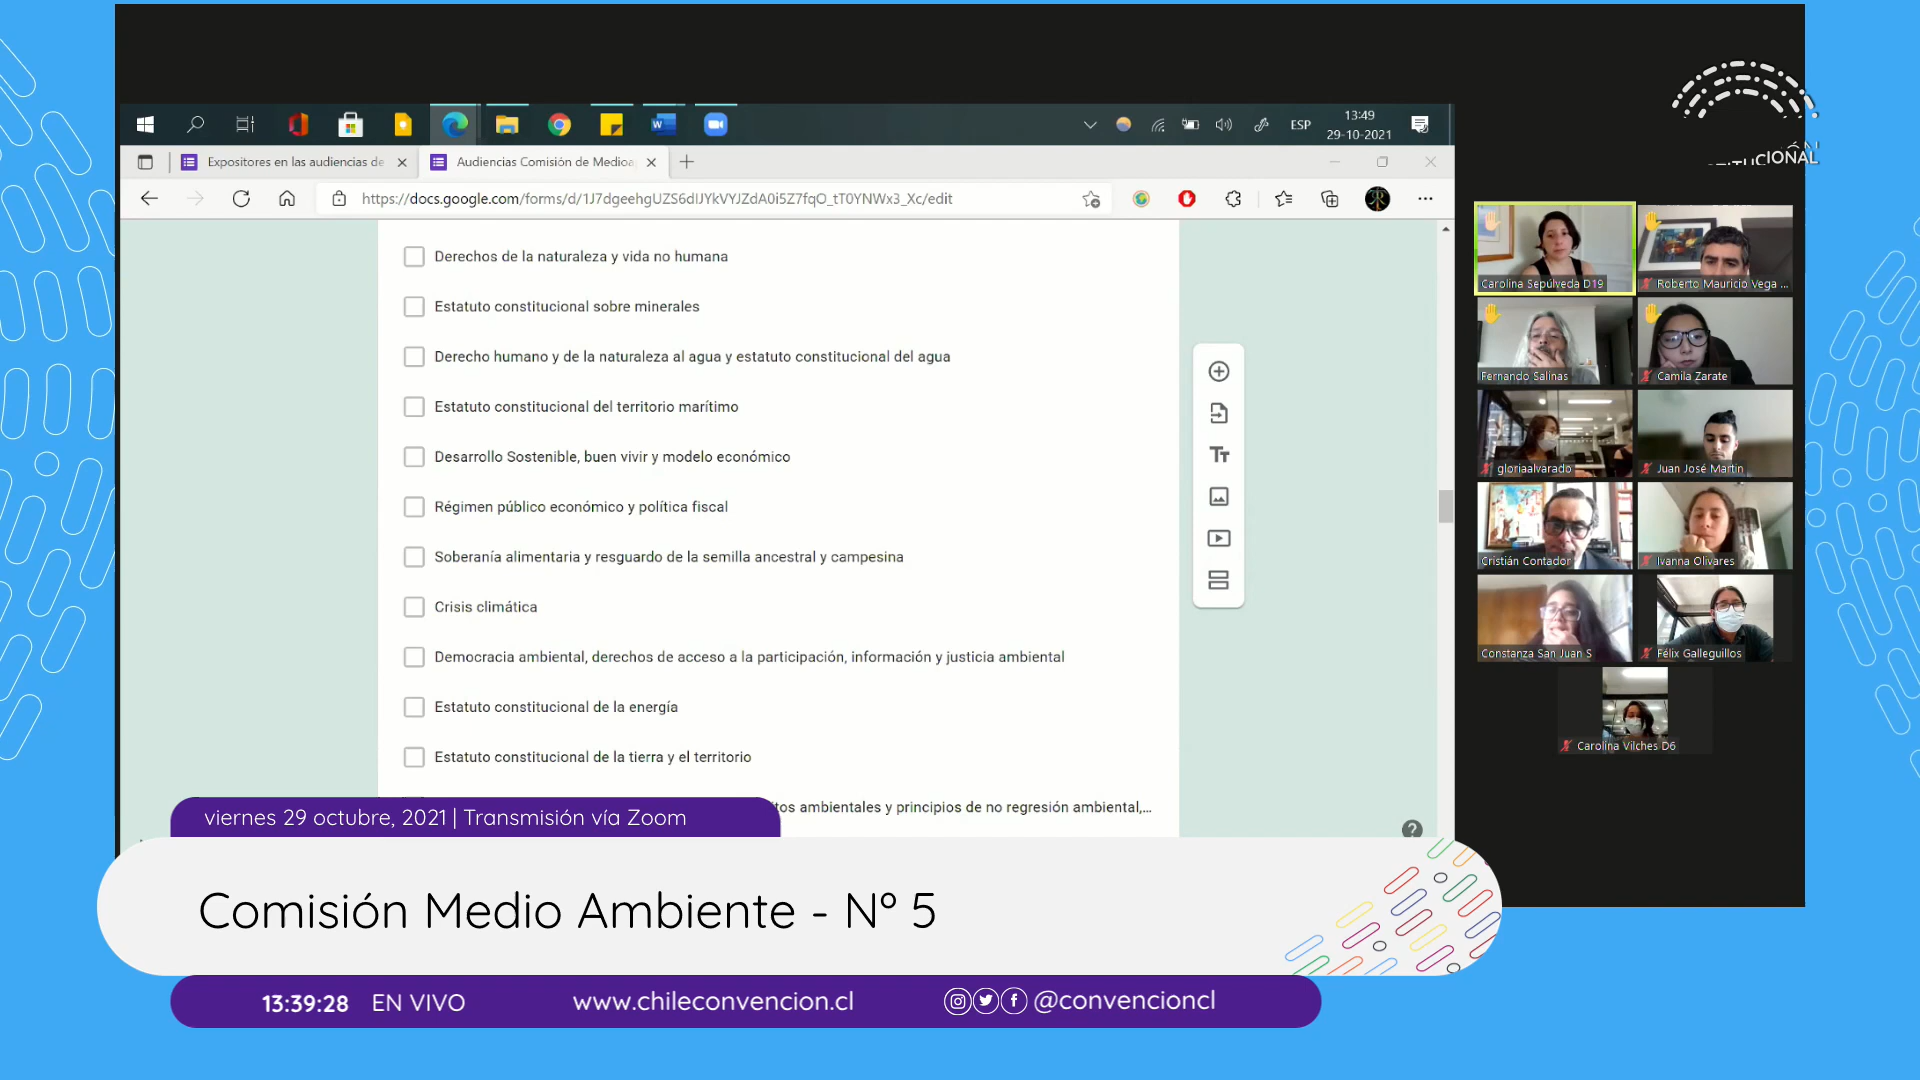 13:49
ESP
29-10-2021
Expositores en las audiencias de
Audiencias Comisión de Medioa
https://docs.google.com/forms/d/1J7dgeehgUZS6dIJYkVYJZdA0i5Z7fqO_tT0YNWx3_Xc/edit
Derechos de la naturaleza y vida no humana
Estatuto constitucional sobre minerales
Derecho humano y de la naturaleza al agua y estatuto constitucional del agua
Estatuto constitucional del territorio marítimo
Desarrollo Sostenible, buen vivir y modelo económico
Régimen público económico y política fiscal
Soberanía alimentaria y resguardo de la semilla ancestral y campesina
Crisis climática
Democracia ambiental, derechos de acceso a la participación, información y justicia ambiental
Estatuto constitucional de la energía
Estatuto constitucional de la tierra y el territorio
tos ambientales y principios de no regresión ambiental,...
Carolina Sepúlveda D19
Roberto Mauricio Vega ...
Fernando Salinas
Camila Zarate
gloriaalvarado
Juan José Martin
Cristián Contador
Ivanna Olivares
Constanza San Juan S
Félix Galleguillos
Carolina Vilches D6
viernes 29 octubre, 2021 | Transmisión vía Zoom
Comisión Medio Ambiente - Nº 5
13:39:28 EN VIVO www.chileconvencion.cl @convencioncl